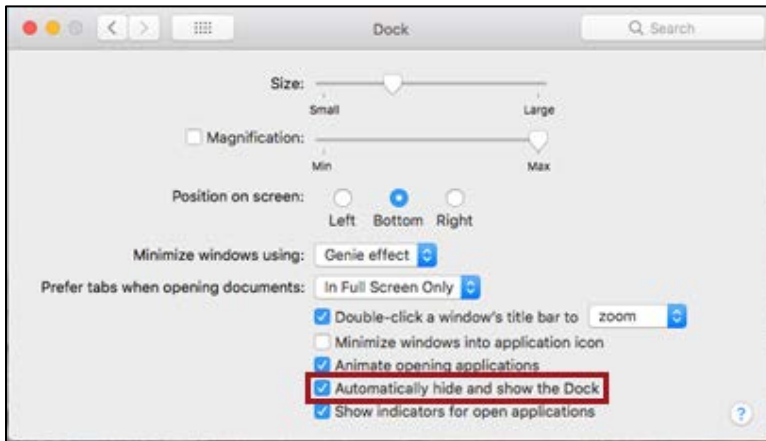 Dock
Search
Size:
Small Large
Magnification:
Min Max
Position on screen:
Left Bottom Right
Minimize windows using: Genie effect
Prefer tabs when opening documents: In Full Screen Only
Double-click a window's title bar to zoom
Minimize windows into application icon
Animate opening applications
Automatically hide and show the Dock
Show indicators for open applications
?